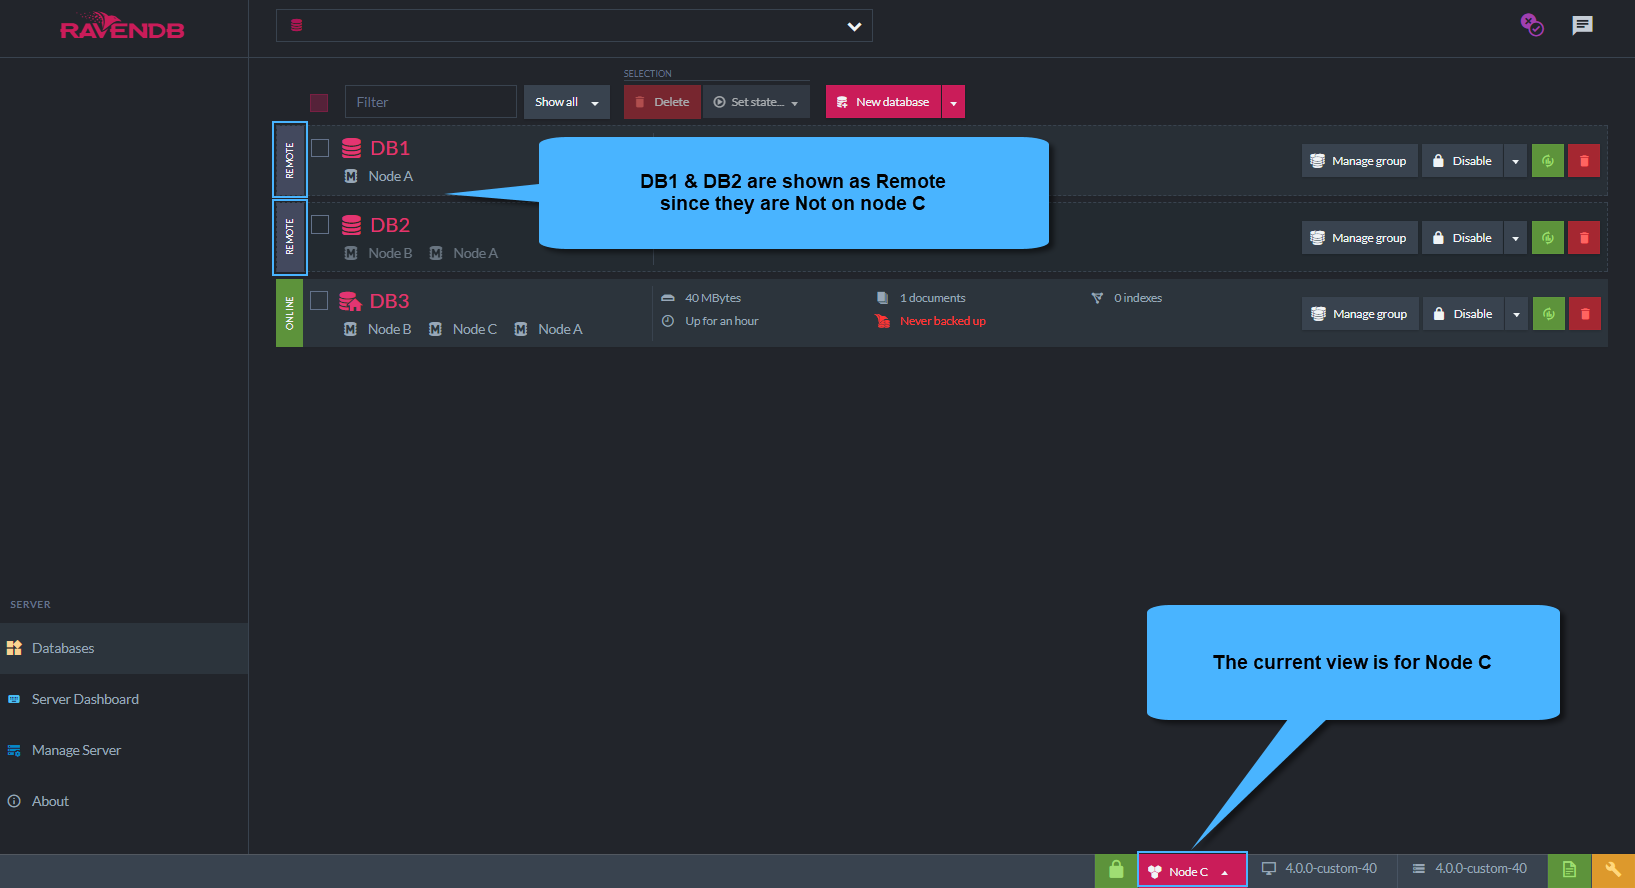 RAVENDB
SELECTION
Filter
Show all
Delete
Set state...
New database
REMOTE
DB1
Node A
Manage group
Disable
DB1 & DB2 are shown as Remote
since they are Not on node C
REMOTE
DB2
Node B Node A
Manage group
Disable
ONLINE
DB3
Node B Node C Node A
40 MBytes
1 documents
0 indexes
Up for an hour
Never backed up
Manage group
Disable
SERVER
Databases
Server Dashboard
Manage Server
About
The current view is for Node C
Node C
4.0.0-custom-40
4.0.0-custom-40